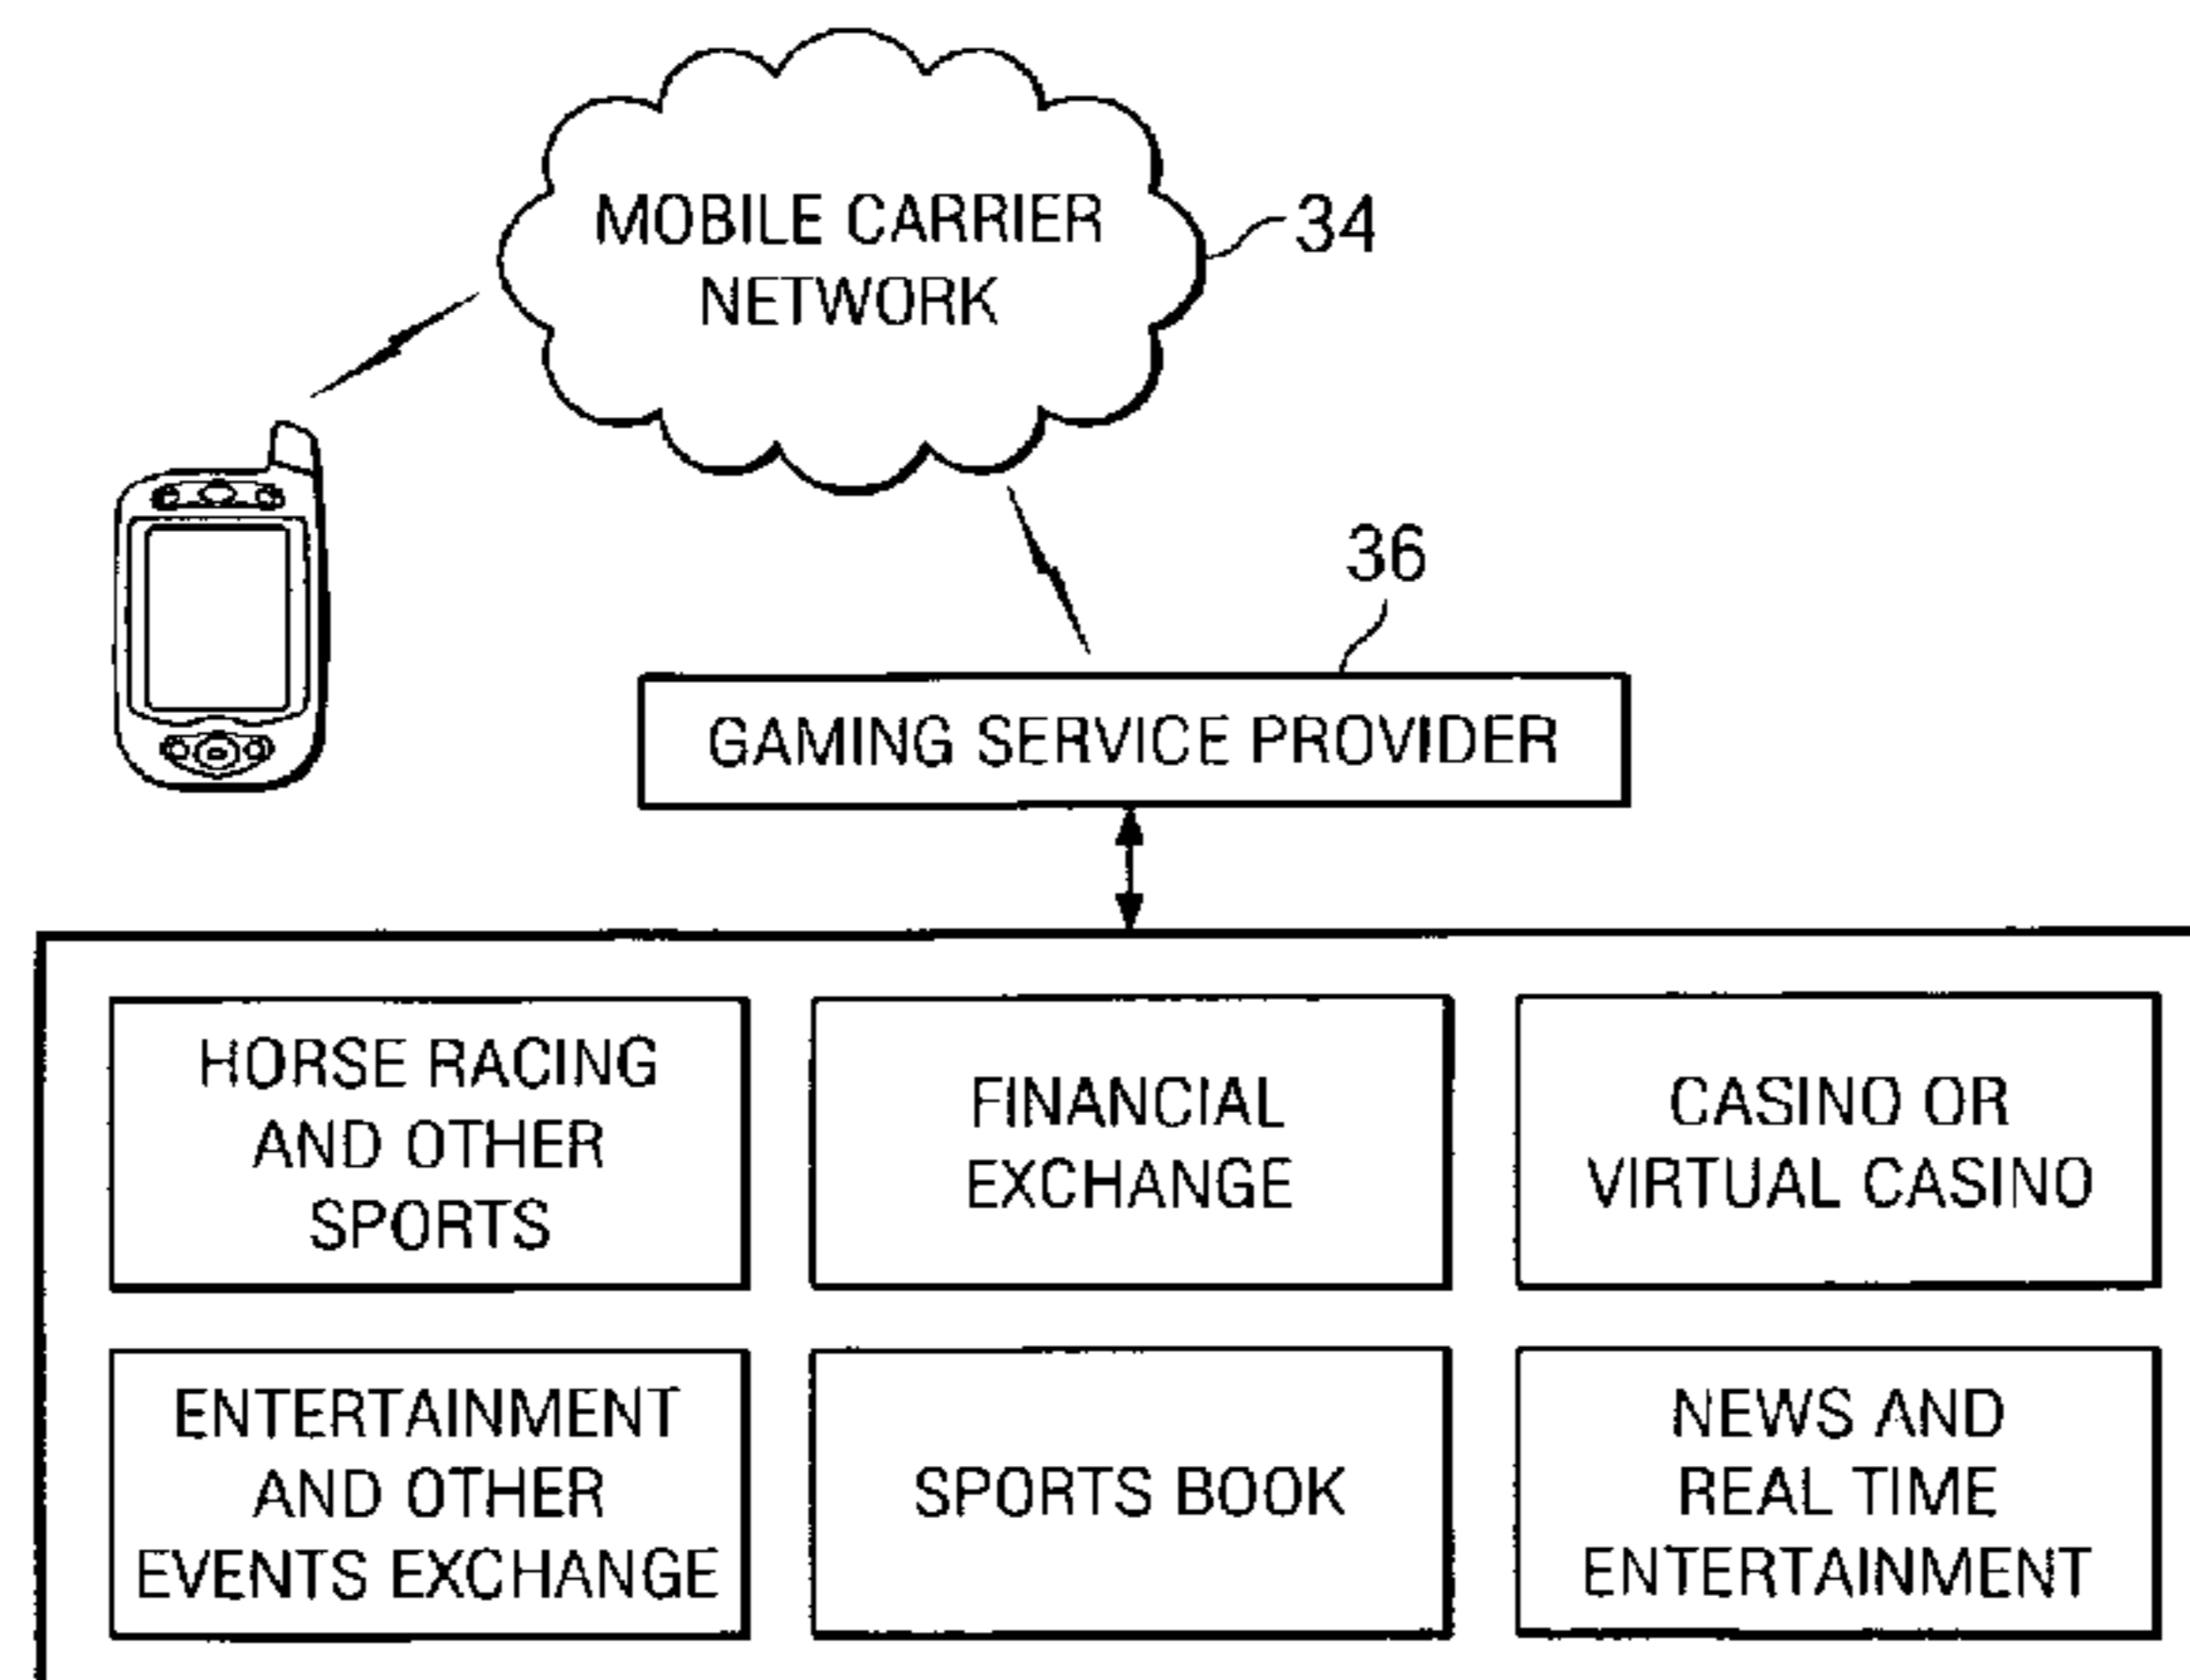 MOBILE CARRIER
NETWORK
34
36
GAMING SERVICE PROVIDER
HORSE RACING
AND OTHER
SPORTS
FINANCIAL
EXCHANGE
CASINO OR
VIRTUAL CASINO
ENTERTAINMENT
AND OTHER
EVENTS EXCHANGE
SPORTS BOOK
NEWS AND
REAL TIME
ENTERTAINMENT